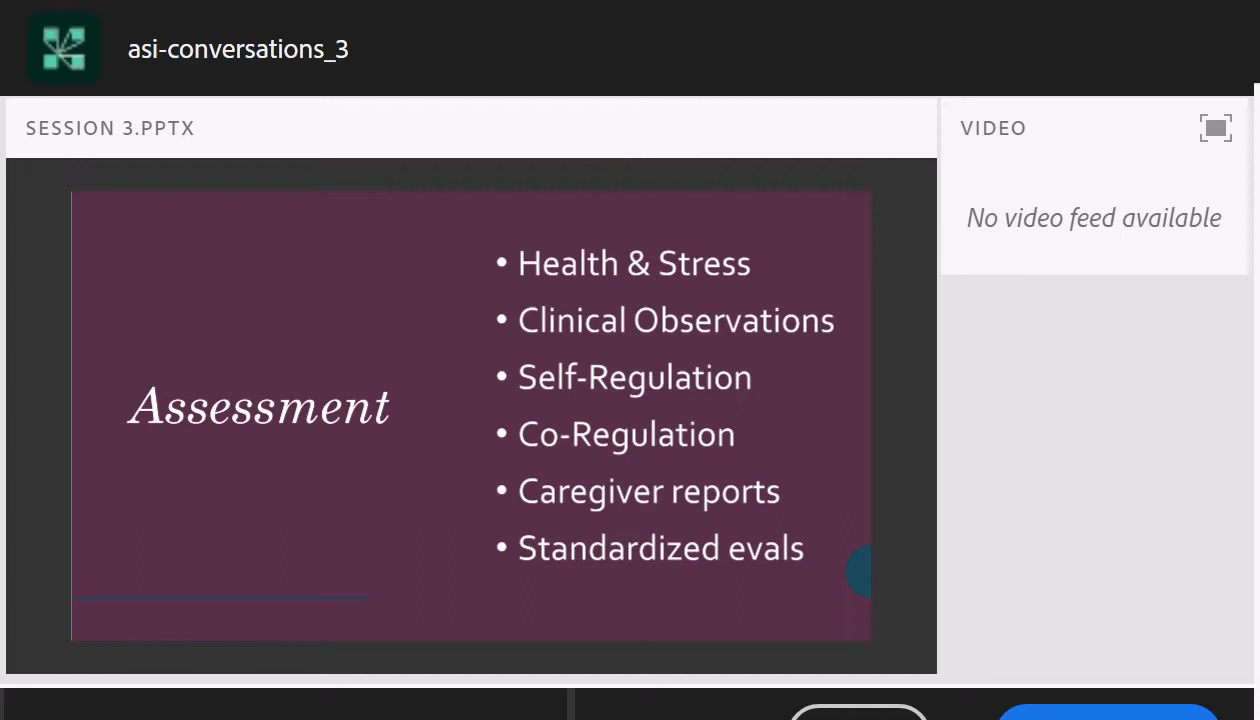 asi-conversations_3
SESSION 3.PPTX
VIDEO
No video feed available
Assessment
• Health & Stress
• Clinical Observations
• Self-Regulation
• Co-Regulation
• Caregiver reports
• Standardized evals